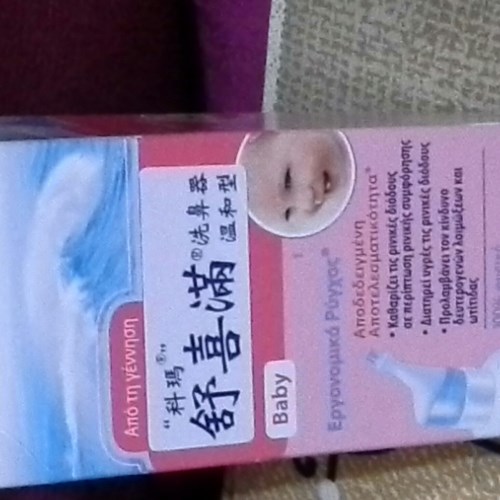 Από τη γέννηση
“科瑪®”
舒喜滿®洗鼻器
溫和型
Baby
Εργονομικό Ρύγχος®
Αποδεδειγμένη
Αποτελεσματικότητα*
• Καθαρίζει τις ρινικές διόδους
σε περίπτωση ρινικής συμφόρησης
• Διατηρεί υγρές τις ρινικές διόδους
• Προλαμβάνει τον κίνδυνο
δευτερογενών λοιμώξεων και
ωτίτιδας